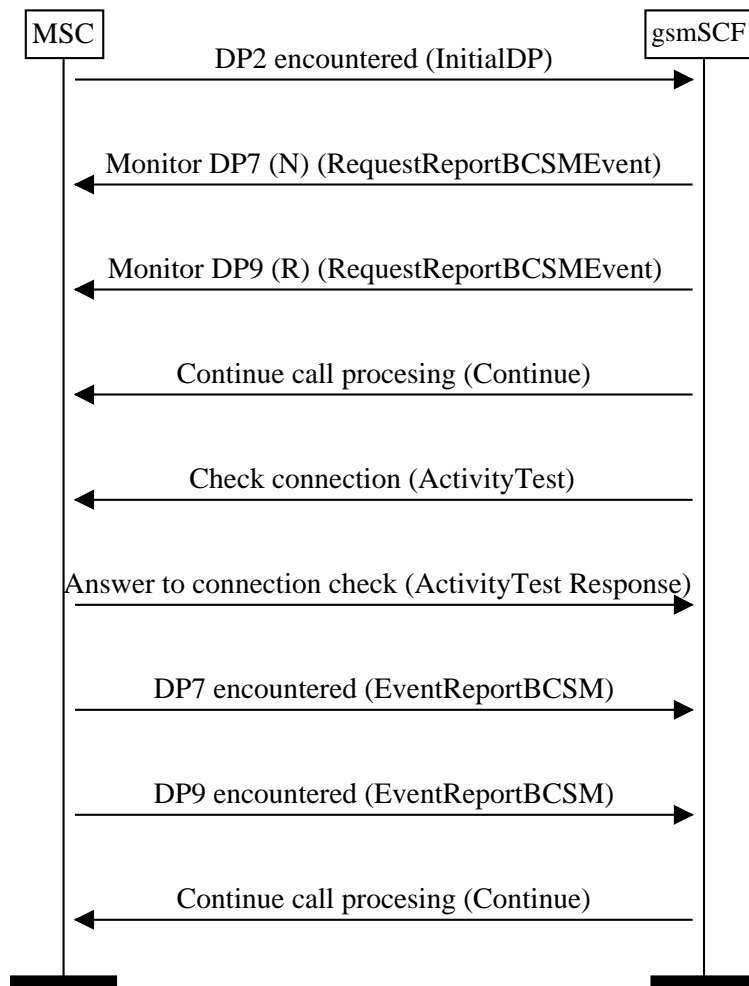 MSC
gsmSCF
DP2 encountered (InitialDP)
Monitor DP7 (N) (RequestReportBCSMEvent)
Monitor DP9 (R) (RequestReportBCSMEvent)
Continue call procesing (Continue)
Check connection (ActivityTest)
Answer to connection check (ActivityTest Response)
DP7 encountered (EventReportBCSM)
DP9 encountered (EventReportBCSM)
Continue call procesing (Continue)